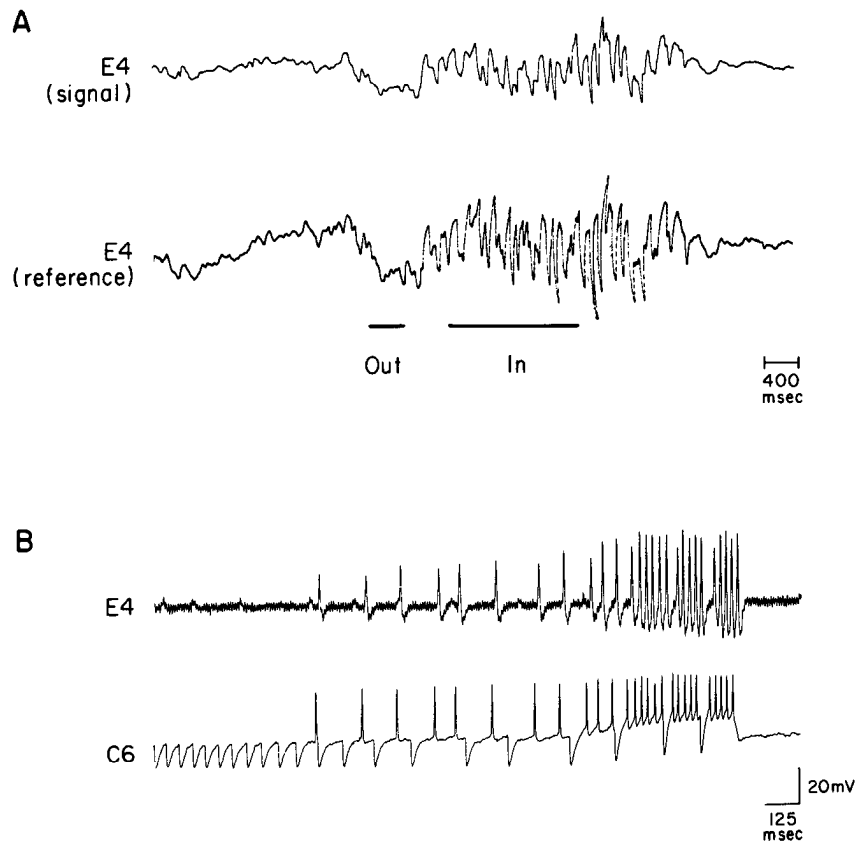 A
E4
(signal)
E4
(reference)
Out
In
400
msec
B
E4
C6
20mV
125
msec